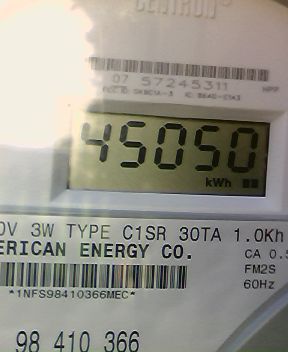 CENTRON
07 57245311
45050
kWh
0V 3W TYPE C1SR 30TA 1.0Kh
ERICAN ENERGY CO.
CA 0.5
FM2S
60Hz
*1NFS98410366MEC*
98 410 366